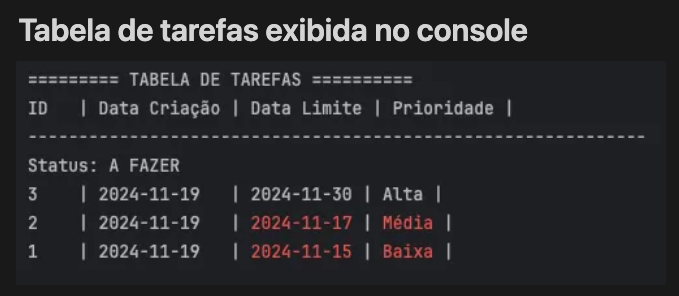 Tabela de tarefas exibida no console
========= TABELA DE TAREFAS ==========
ID | Data Criação | Data Limite | Prioridade |
-------------------------------------------------------------
Status: A FAZER
3 | 2024-11-19 | 2024-11-30 | Alta |
2 | 2024-11-19 | 2024-11-17 | Média |
1 | 2024-11-19 | 2024-11-15 | Baixa |